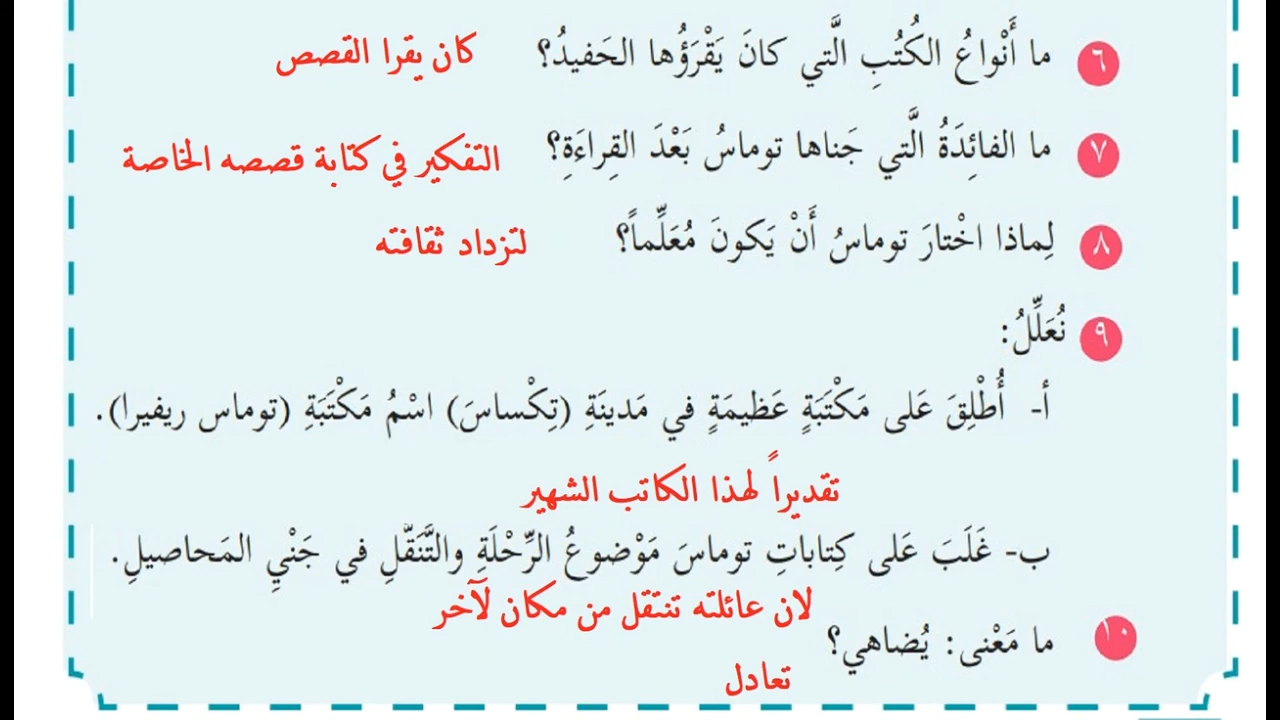 ٦ ما أَنْواعُ الكُتُبِ الَّتي كانَ يَقْرَؤُها الحَفيدُ؟ كان يقرا القصص
٧ ما الفائِدَةُ الَّتي جَناها توماسُ بَعْدَ القِراءَةِ؟ التفكير في كتابة قصصه الخاصة
٨ لِماذا اخْتارَ توماسُ أَنْ يَكونَ مُعَلِّماً؟ لتزداد ثقافته
٩ نُعَلِّلُ:
أ- أُطْلِقَ عَلى مَكْتَبَةٍ عَظيمَةٍ في مَدينَةِ (تِكْساسَ) اسْمُ مَكْتَبَةِ (توماس ريفيرا).
تقديراً لهذا الكاتب الشهير
ب- غَلَبَ عَلى كِتاباتِ توماسَ مَوْضوعُ الرِّحْلَةِ والتَّنَقُّلِ في جَنْيِ المَحاصيلِ.
لان عائلته تنتقل من مكان لآخر
١٠ ما مَعْنى: يُضاهي؟
تعادل